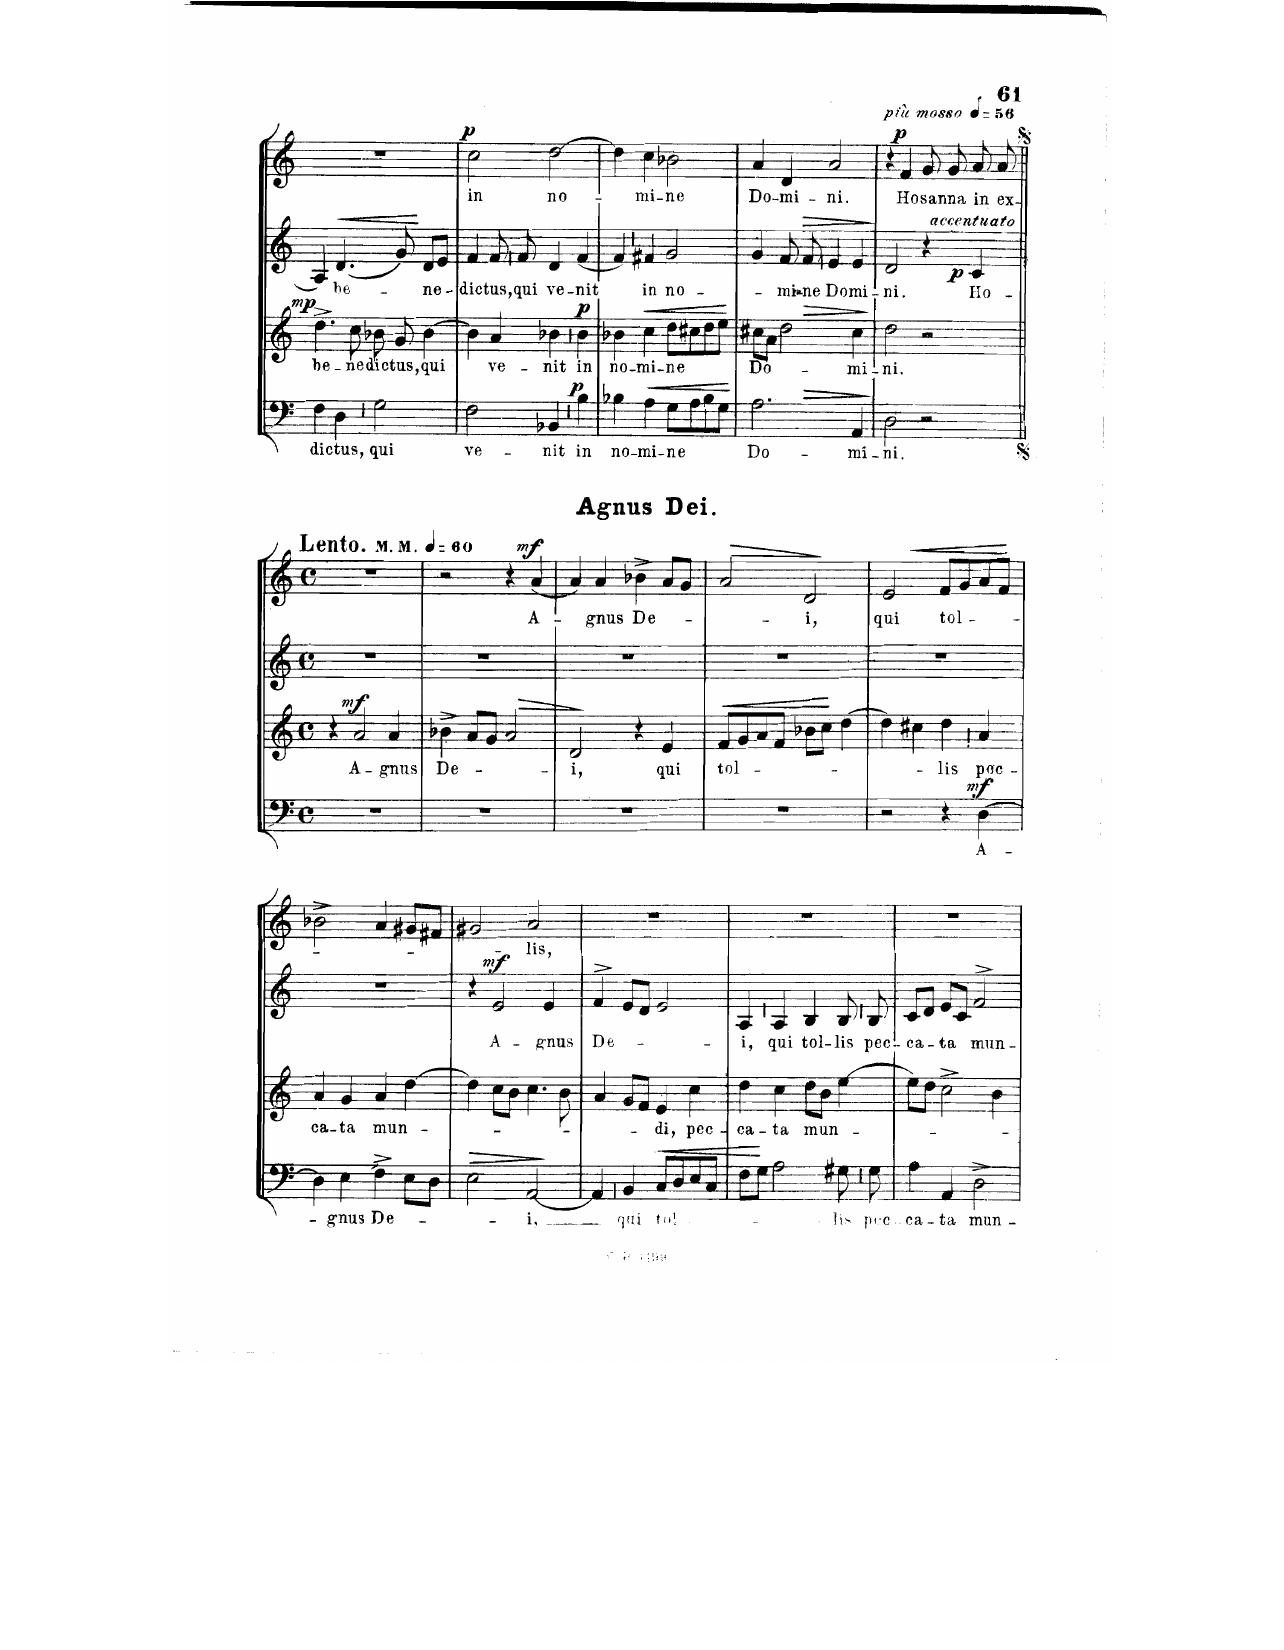 61
più mosso = 56
p
p
in no - mi-ne Do-mi - ni. Hosanna in ex-
accentuato
p
be - ne-dictus,qui ve-nit in no - mi-ne Domi-ni. Ho-
mp p
be-nedictus,qui ve - nit in no-mi-ne Do - mi-ni.
p
dictus, qui ve - nit in no-mi-ne Do - mi-ni.
Agnus Dei.
Lento. M. M. = 60 mf
A - gnus De - i, qui tol -
mf
A - gnus De - i, qui tol - lis pec -
mf
A -
lis,
mf
A - gnus De - i, qui tol-lis pec-ca-ta mun-
ca-ta mun - di, pec-ca-ta mun -
- gnus De - i, qui tol - lis pec-ca-ta mun -